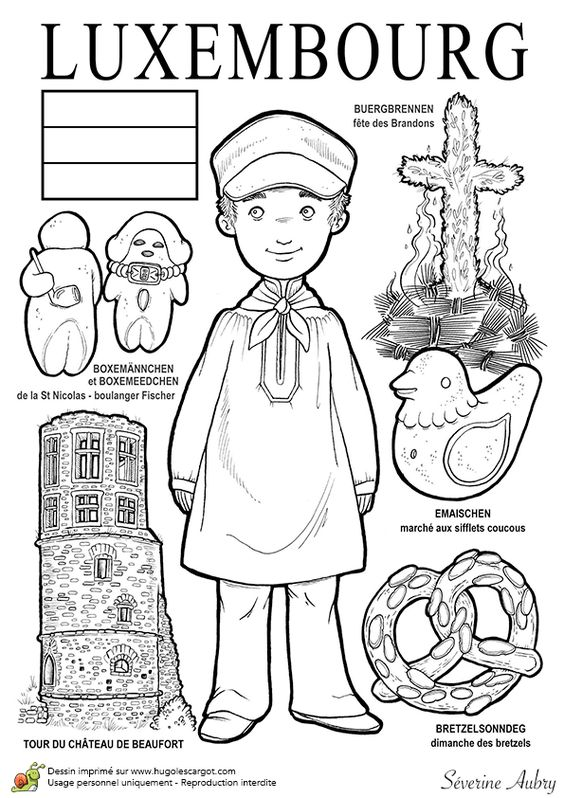 LUXEMBOURG
BUERGBRENNEN
fête des Brandons
BOXEMÄNNCHEN
et BOXEMEEDCHEN
de la St Nicolas - boulanger Fischer
EMAISCHEN
marché aux sifflets coucous
TOUR DU CHÂTEAU DE BEAUFORT
BRETZELSONNDEG
dimanche des bretzels
Dessin imprimé sur www.hugolescargot.com
Usage personnel uniquement - Reproduction interdite
Séverine Aubry